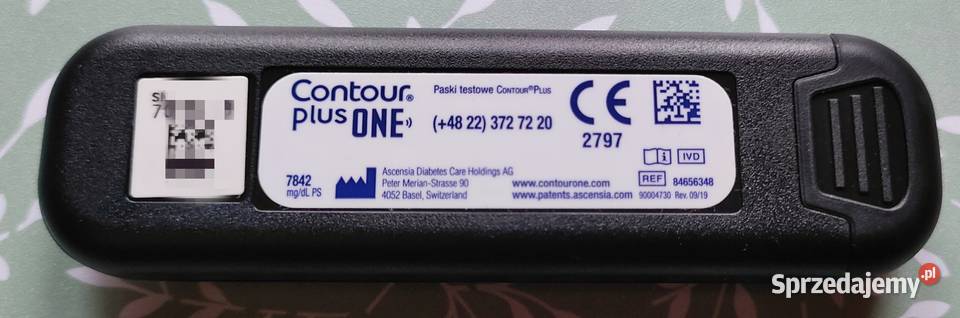 Contour®
plus ONE
Paski testowe CONTOUR®PLUS
(+48 22) 372 72 20
CE
2797
IVD
REF 84656348
7842
mg/dL PS
Ascensia Diabetes Care Holdings AG
Peter Merian-Strasse 90
4052 Basel, Switzerland
www.contourone.com
www.patents.ascensia.com
90004730 Rev. 09/19
Sprzedajemy.pl